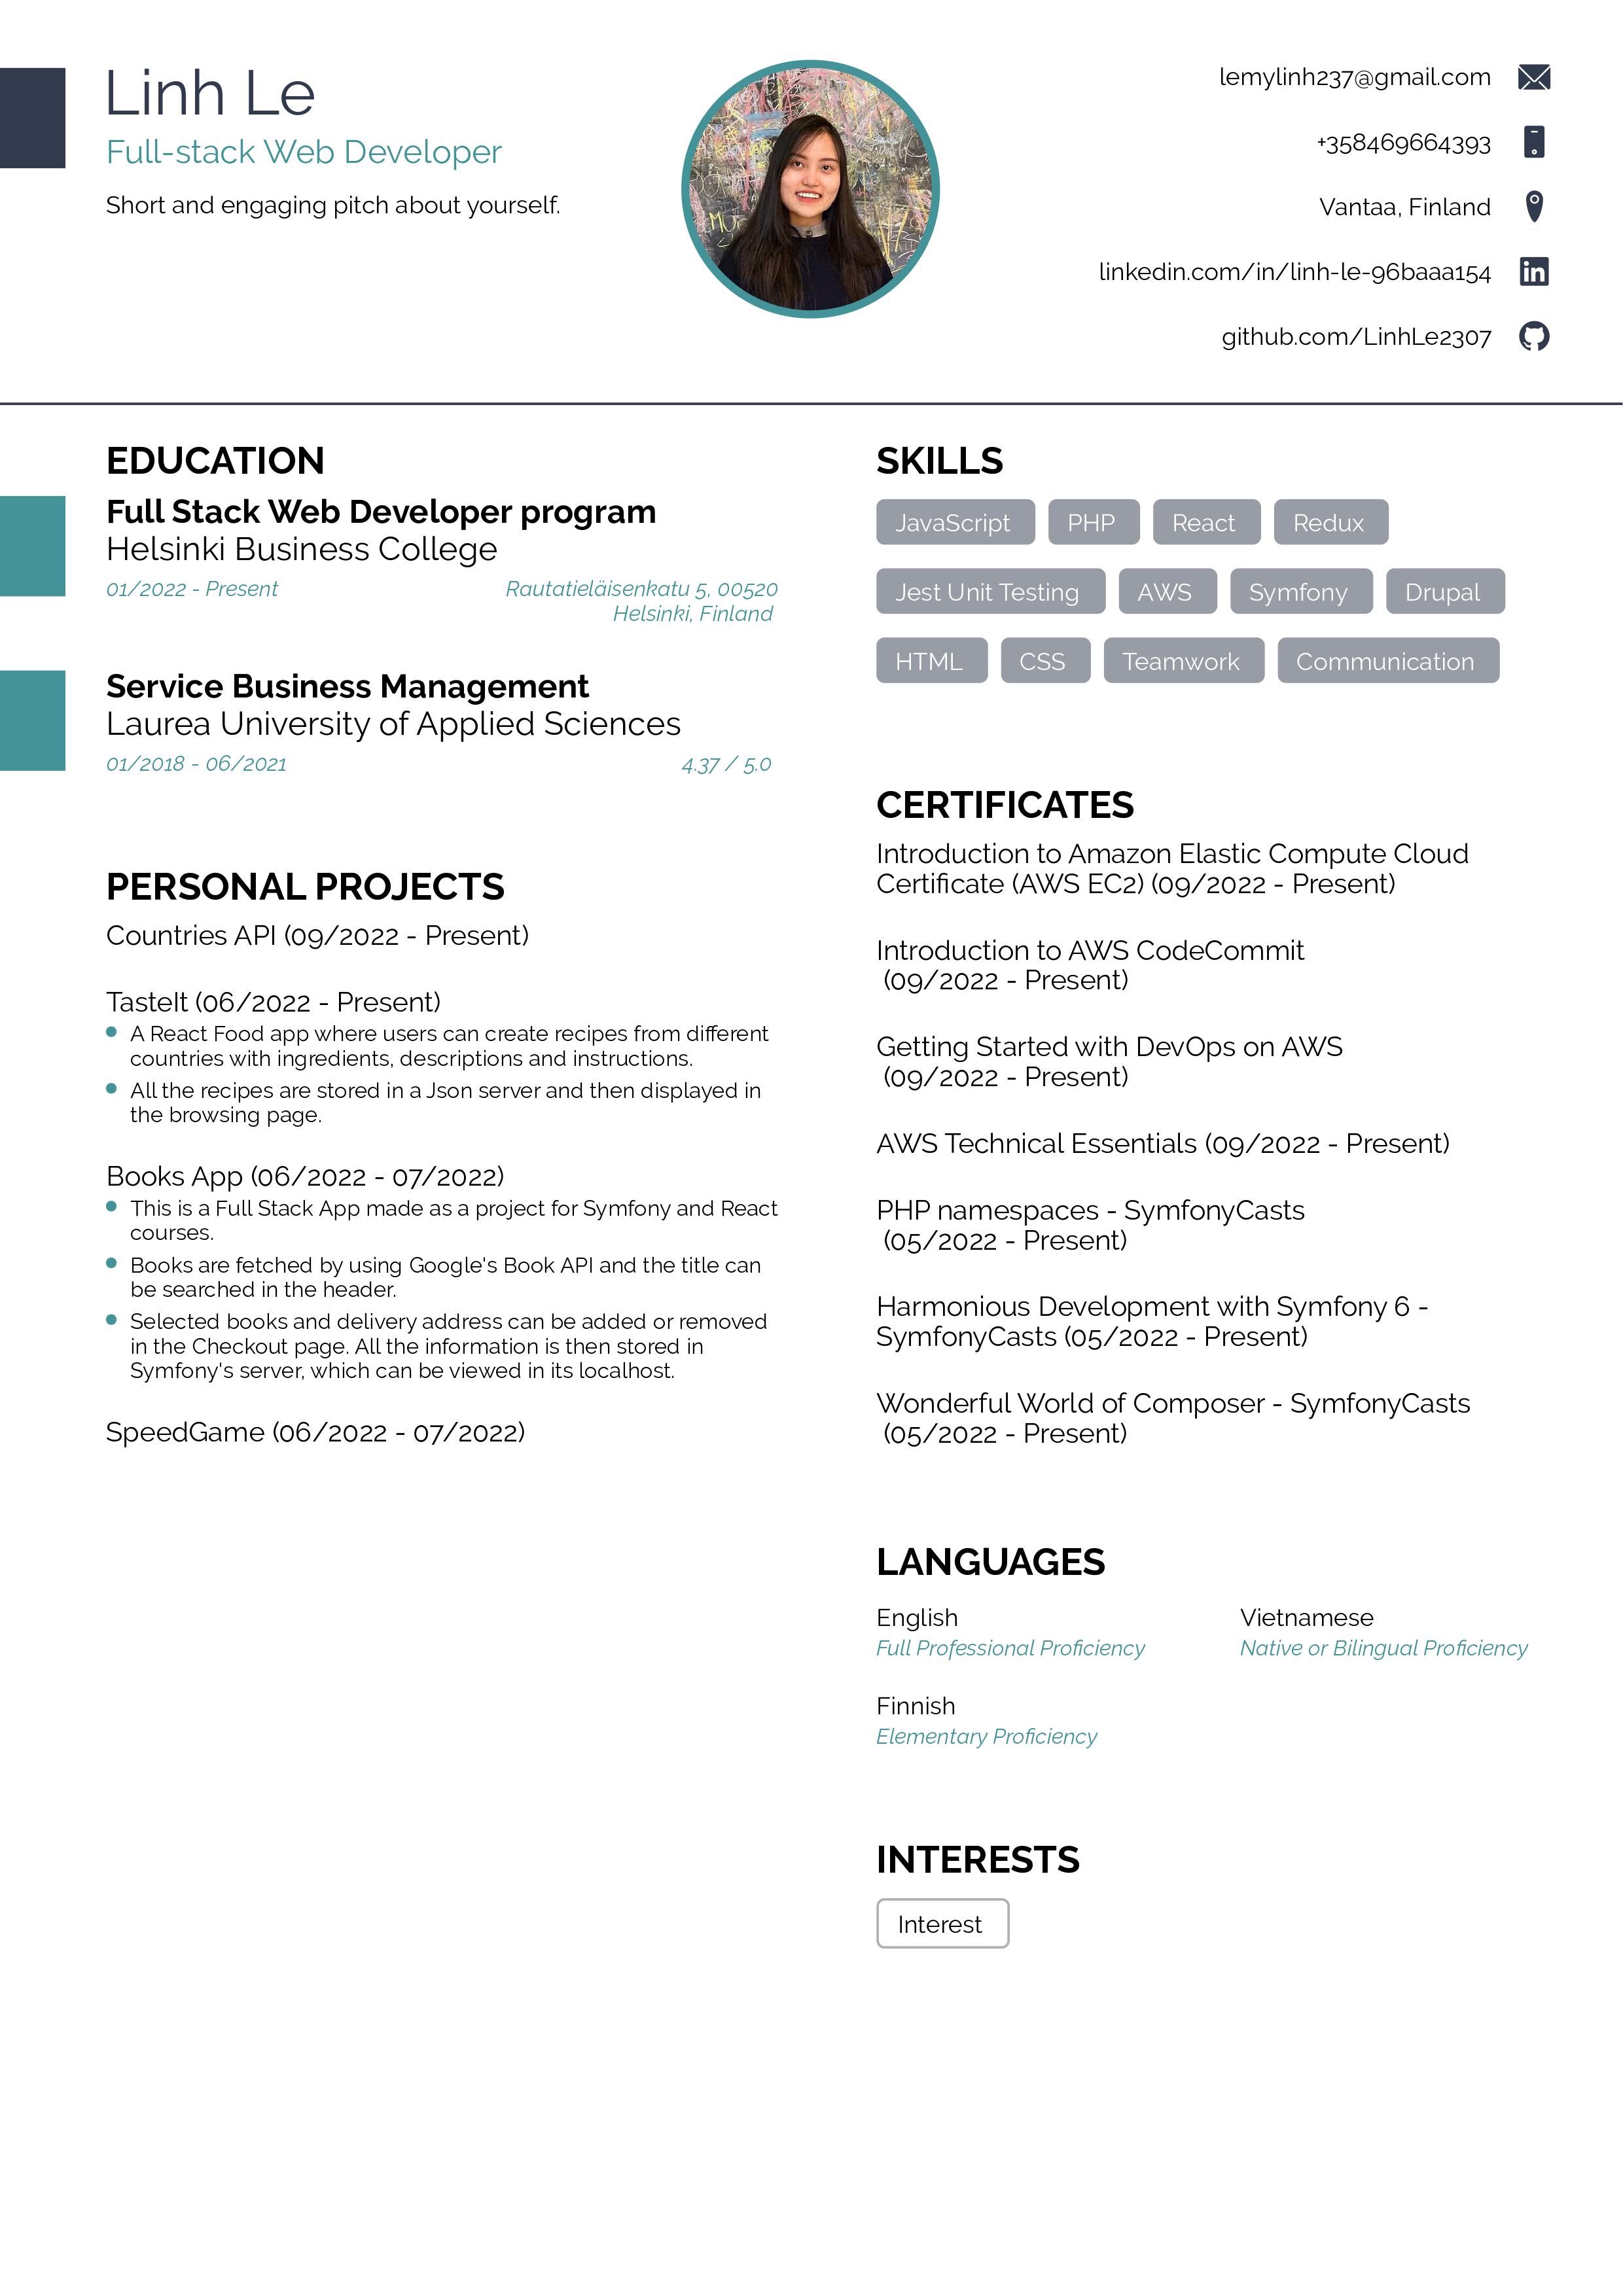 Linh Le
Full-stack Web Developer
Short and engaging pitch about yourself.
lemylinh237@gmail.com
+358469664393
Vantaa, Finland
linkedin.com/in/linh-le-96baaa154
github.com/LinhLe2307
EDUCATION
Full Stack Web Developer program
Helsinki Business College
01/2022 - Present
Rautatieläisenkatu 5, 00520
Helsinki, Finland
Service Business Management
Laurea University of Applied Sciences
01/2018 - 06/2021
4.37 / 5.0
PERSONAL PROJECTS
Countries API (09/2022 - Present)
TasteIt (06/2022 - Present)
A React Food app where users can create recipes from different
countries with ingredients, descriptions and instructions.
All the recipes are stored in a Json server and then displayed in
the browsing page.
Books App (06/2022 - 07/2022)
This is a Full Stack App made as a project for Symfony and React
courses.
Books are fetched by using Google's Book API and the title can
be searched in the header.
Selected books and delivery address can be added or removed
in the Checkout page. All the information is then stored in
Symfony's server, which can be viewed in its localhost.
SpeedGame (06/2022 - 07/2022)
SKILLS
JavaScript PHP React Redux
Jest Unit Testing AWS Symfony Drupal
HTML CSS Teamwork Communication
CERTIFICATES
Introduction to Amazon Elastic Compute Cloud
Certificate (AWS EC2) (09/2022 - Present)
Introduction to AWS CodeCommit
(09/2022 - Present)
Getting Started with DevOps on AWS
(09/2022 - Present)
AWS Technical Essentials (09/2022 - Present)
PHP namespaces - SymfonyCasts
(05/2022 - Present)
Harmonious Development with Symfony 6 -
SymfonyCasts (05/2022 - Present)
Wonderful World of Composer - SymfonyCasts
(05/2022 - Present)
LANGUAGES
English
Full Professional Proficiency
Vietnamese
Native or Bilingual Proficiency
Finnish
Elementary Proficiency
INTERESTS
Interest